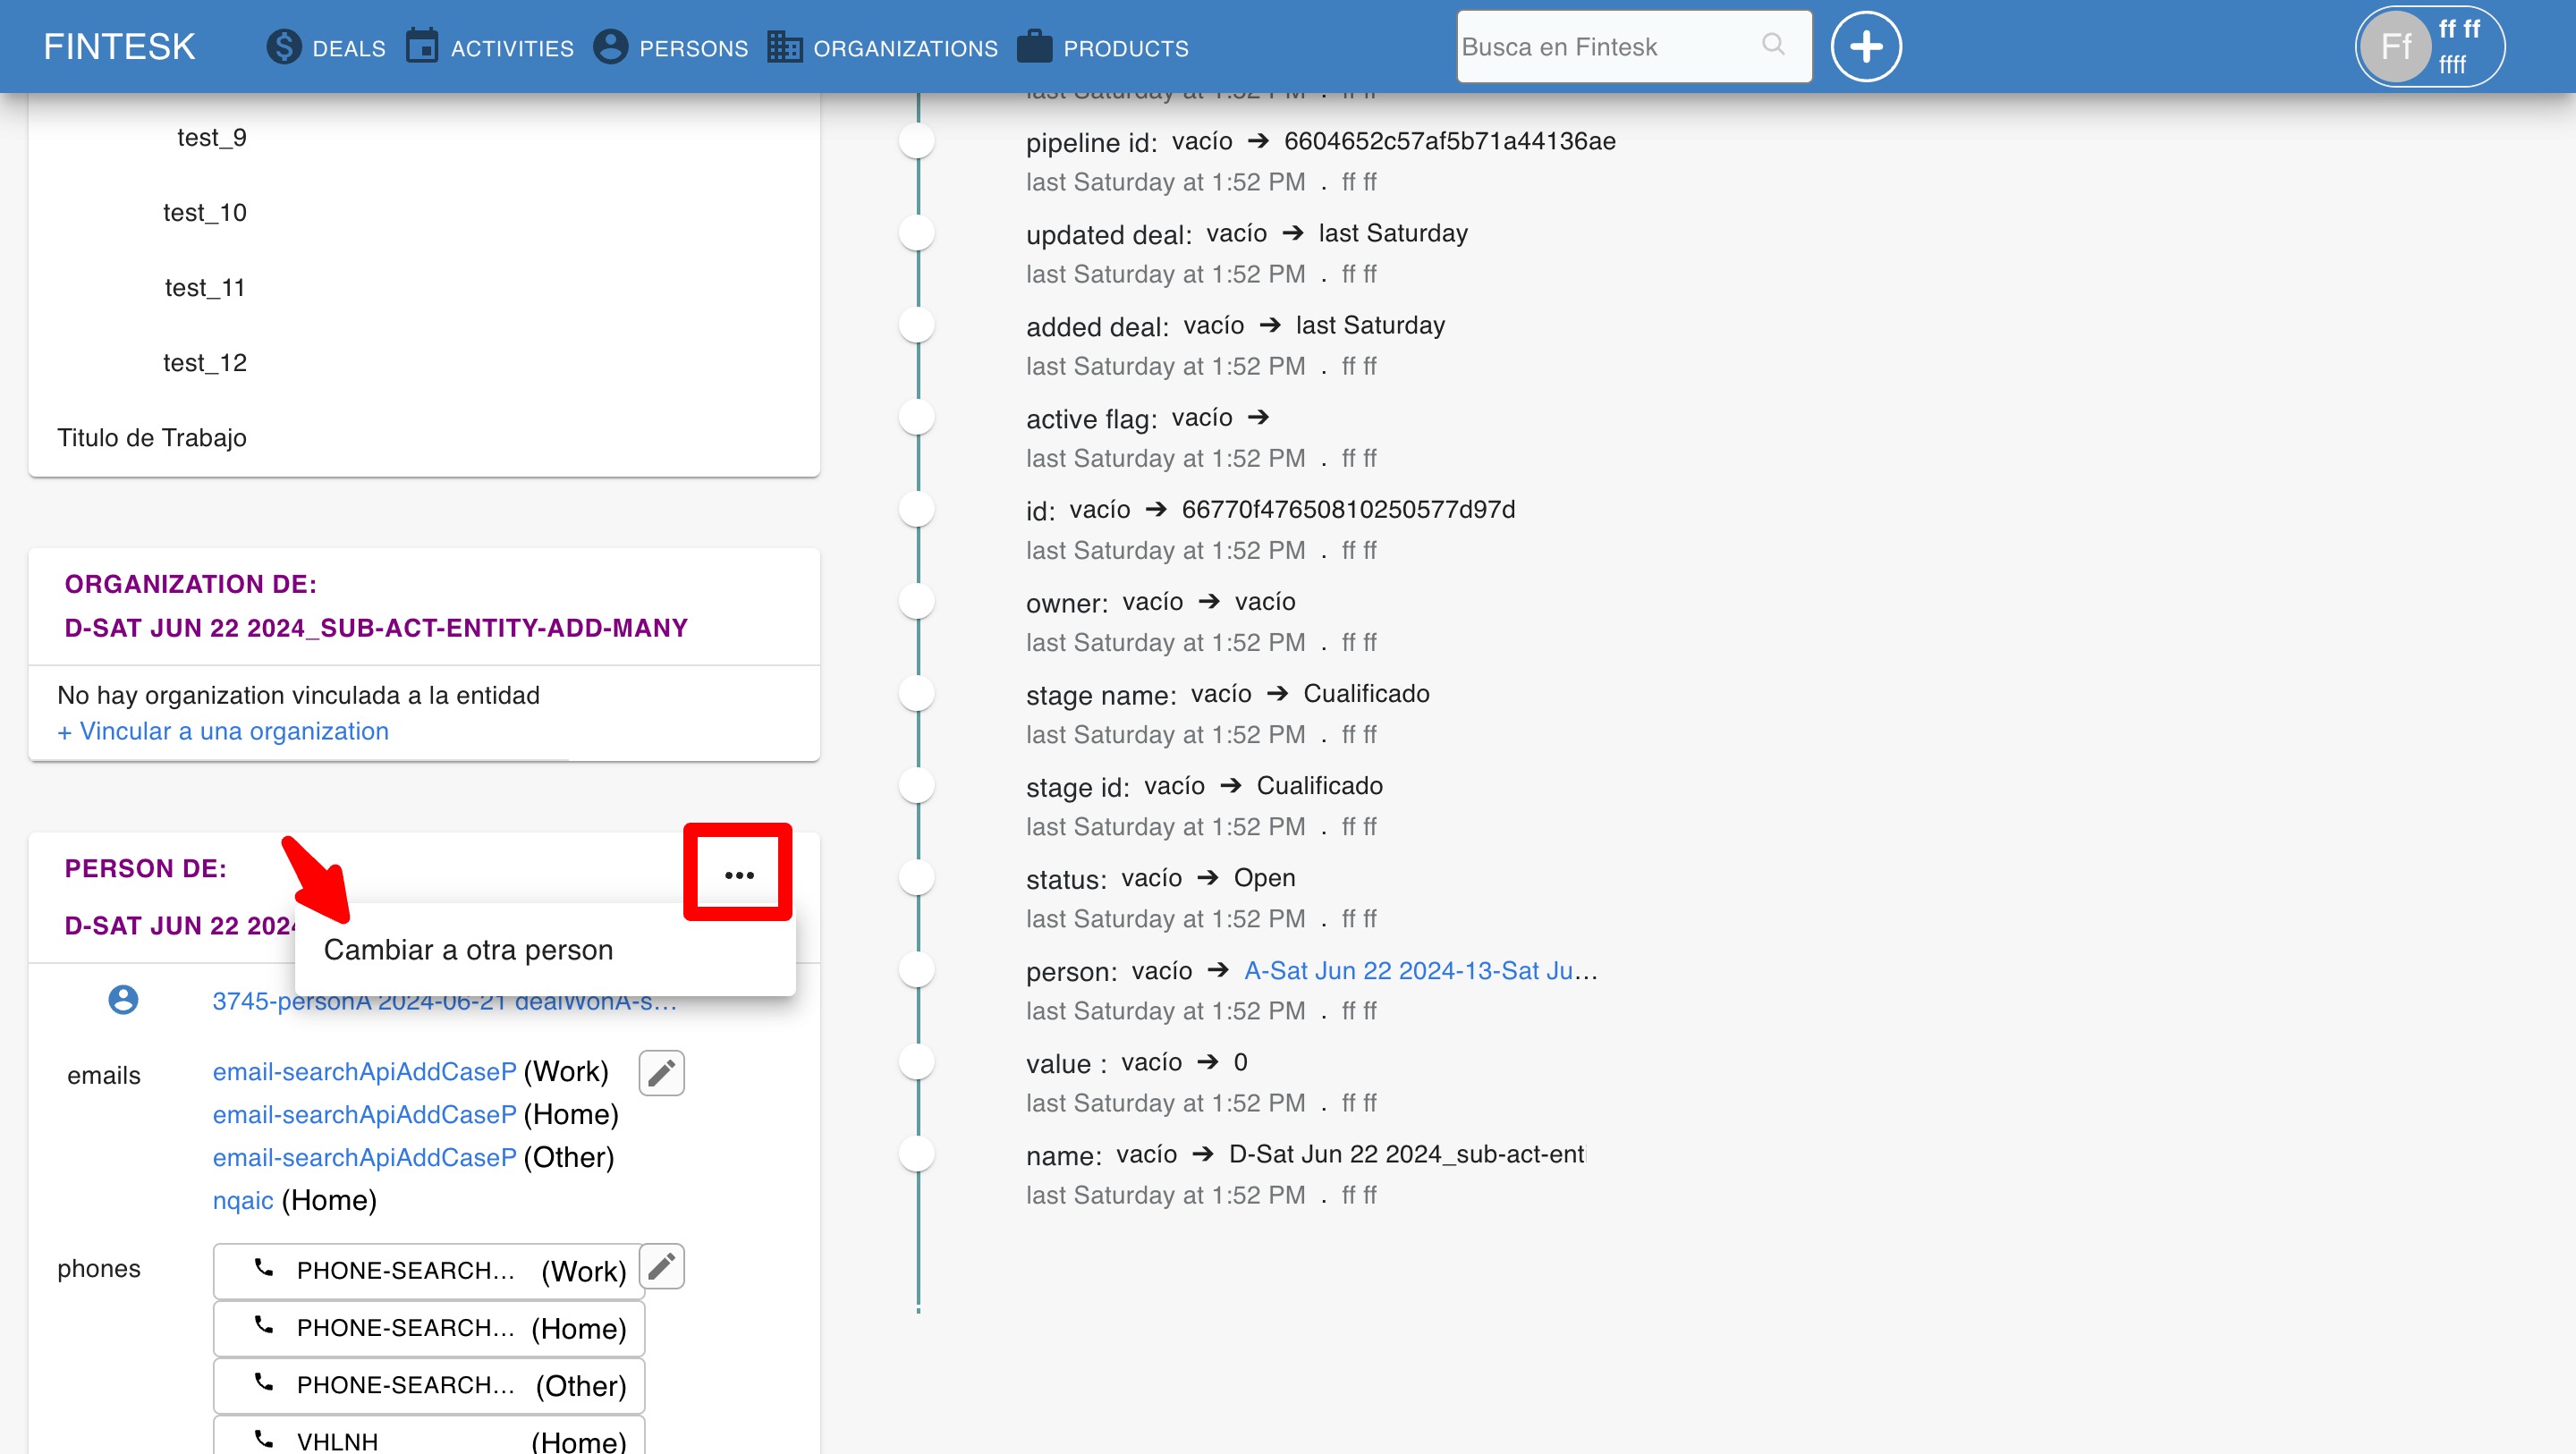 FINTESK
DEALS
ACTIVITIES
PERSONS
ORGANIZATIONS
PRODUCTS
Busca en Fintesk
Ff
ff ff
ffff
test_9
test_10
test_11
test_12
Titulo de Trabajo
ORGANIZATION DE:
D-SAT JUN 22 2024_SUB-ACT-ENTITY-ADD-MANY
No hay organization vinculada a la entidad
+ Vincular a una organization
PERSON DE:
D-SAT JUN 22 202
Cambiar a otra person
3745-personA 2024-06-21 dealWonA-s...
emails
email-searchApiAddCaseP (Work)
email-searchApiAddCaseP (Home)
email-searchApiAddCaseP (Other)
nqaic (Home)
phones
PHONE-SEARCH... (Work)
PHONE-SEARCH... (Home)
PHONE-SEARCH... (Other)
VHLNH (Home)
last Saturday at 1:52 PM . ff ff
pipeline id: vacío → 6604652c57af5b71a44136ae
last Saturday at 1:52 PM . ff ff
updated deal: vacío → last Saturday
last Saturday at 1:52 PM . ff ff
added deal: vacío → last Saturday
last Saturday at 1:52 PM . ff ff
active flag: vacío →
last Saturday at 1:52 PM . ff ff
id: vacío → 66770f47650810250577d97d
last Saturday at 1:52 PM . ff ff
owner: vacío → vacío
last Saturday at 1:52 PM . ff ff
stage name: vacío → Cualificado
last Saturday at 1:52 PM . ff ff
stage id: vacío → Cualificado
last Saturday at 1:52 PM . ff ff
status: vacío → Open
last Saturday at 1:52 PM . ff ff
person: vacío → A-Sat Jun 22 2024-13-Sat Ju...
last Saturday at 1:52 PM . ff ff
value : vacío → 0
last Saturday at 1:52 PM . ff ff
name: vacío → D-Sat Jun 22 2024_sub-act-ent
last Saturday at 1:52 PM . ff ff